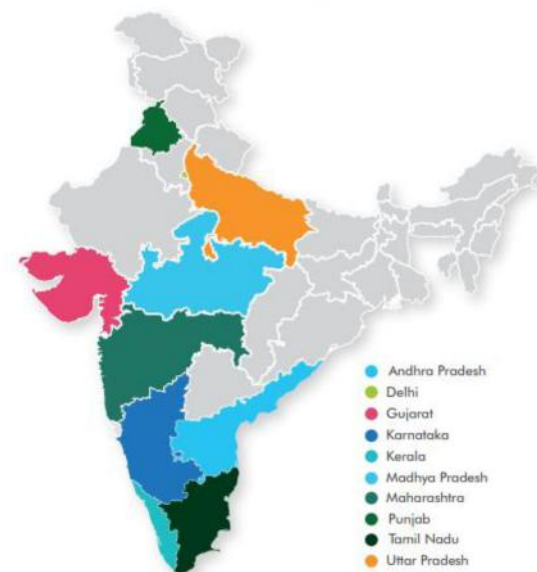 Andhra Pradesh
Delhi
Gujarat
Karnataka
Kerala
Madhya Pradesh
Maharashtra
Punjab
Tamil Nadu
Uttar Pradesh